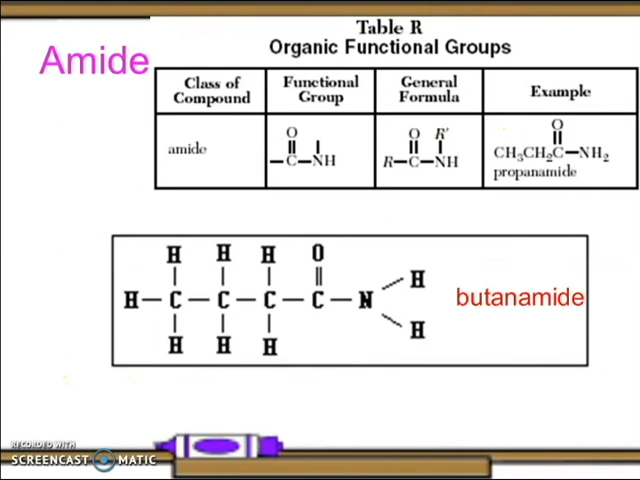 Amide
Table R
Organic Functional Groups
Class of Compound
Functional Group
General Formula
Example
amide
O
–C–NH
O R'
R–C–NH
O
CH₃CH₂C–NH₂
propanamide
H H H O
H–C–C–C–C–N
H
H
H H H
butanamide
RECORDED WITH
SCREENCAST MATIC